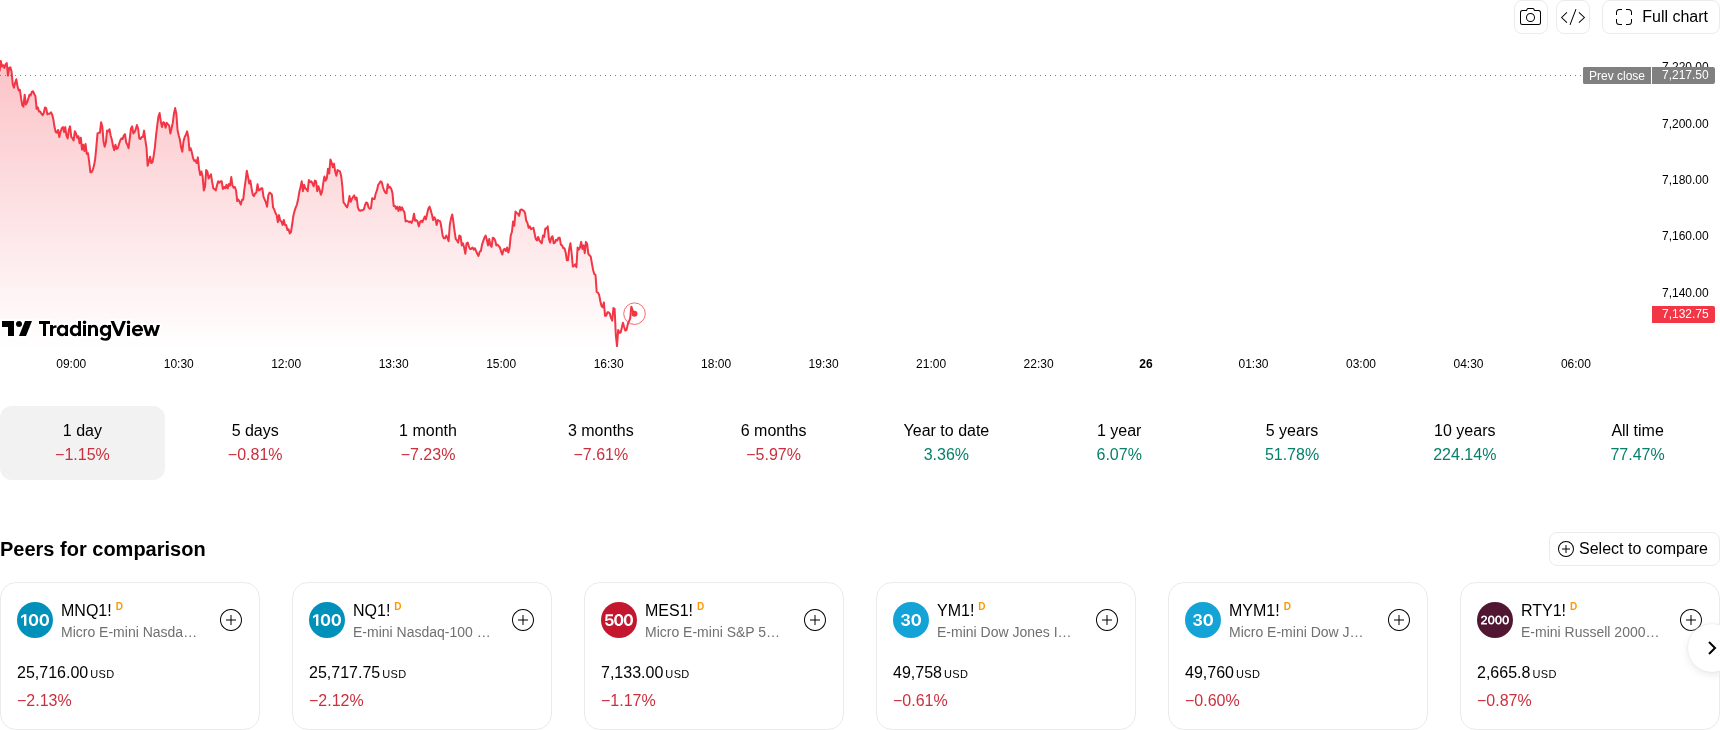 Full chart
7,220.00
Prev close 7,217.50
7,200.00
7,180.00
7,160.00
7,140.00
7,132.75
TradingView
09:00 10:30 12:00 13:30 15:00 16:30 18:00 19:30 21:00 22:30 26 01:30 03:00 04:30 06:00
1 day 5 days 1 month 3 months 6 months Year to date 1 year 5 years 10 years All time
−1.15% −0.81% −7.23% −7.61% −5.97% 3.36% 6.07% 51.78% 224.14% 77.47%
Peers for comparison
Select to compare
100 MNQ1! D
Micro E-mini Nasda…
25,716.00 USD
−2.13%
100 NQ1! D
E-mini Nasdaq-100 …
25,717.75 USD
−2.12%
500 MES1! D
Micro E-mini S&P 5…
7,133.00 USD
−1.17%
30 YM1! D
E-mini Dow Jones I…
49,758 USD
−0.61%
30 MYM1! D
Micro E-mini Dow J…
49,760 USD
−0.60%
2000 RTY1! D
E-mini Russell 2000…
2,665.8 USD
−0.87%